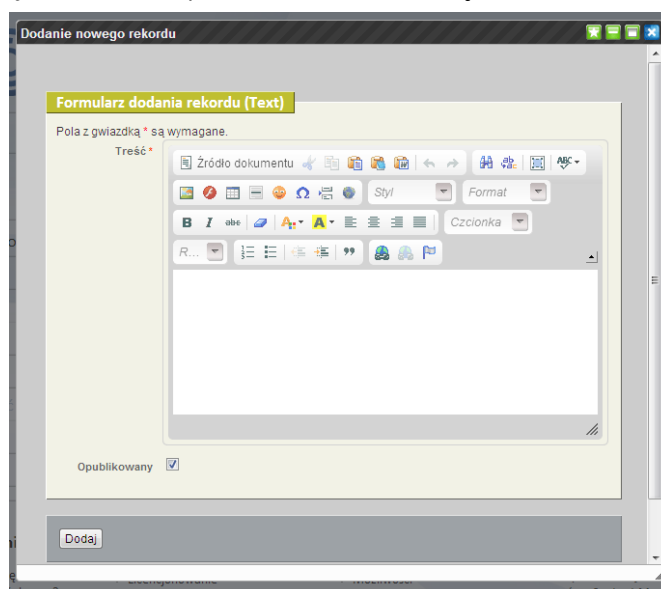 Dodanie nowego rekordu
Formularz dodania rekordu (Text)
Pola z gwiazdką * są wymagane.
Treść *
Źródło dokumentu
Styl Format
B I abc Czcionka
R...
Opublikowany
Dodaj